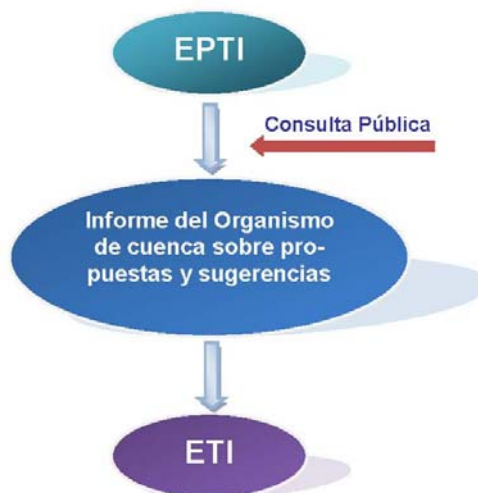 EPTI
Consulta Pública
Informe del Organismo
de cuenca sobre pro-
puestas y sugerencias
ETI